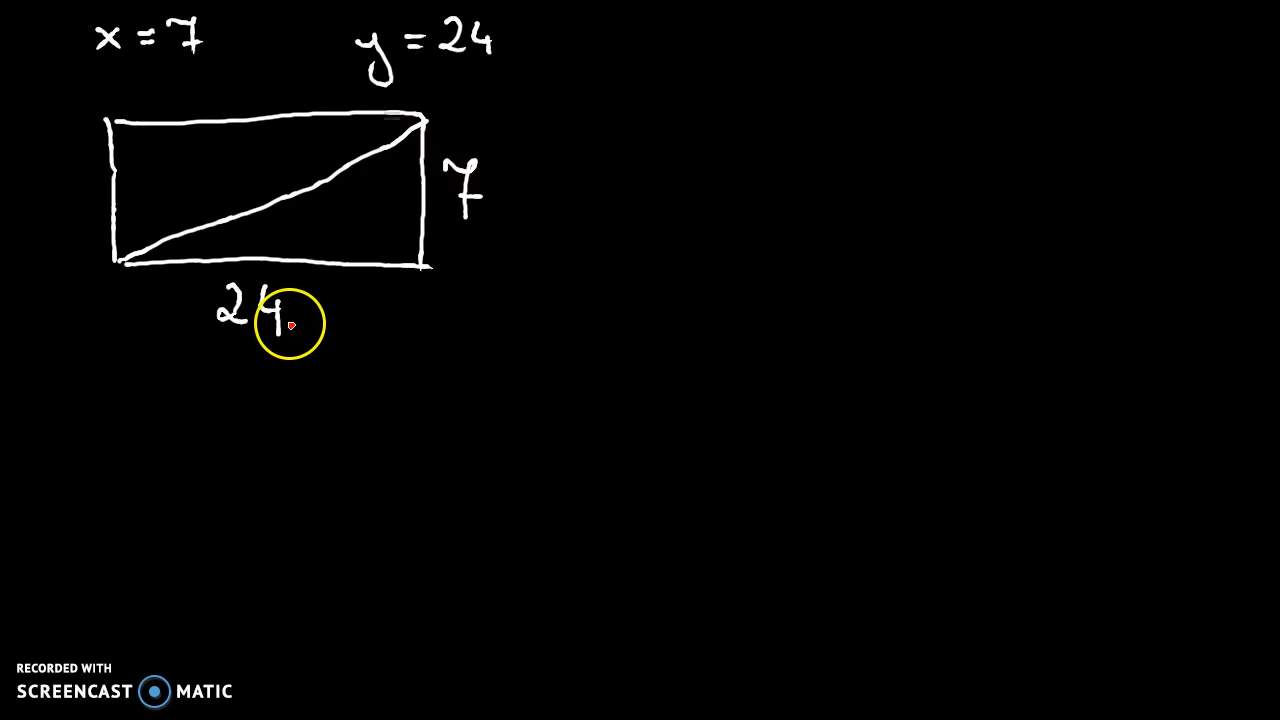 x = 7 y = 24
7
24
RECORDED WITH
SCREENCAST MATIC